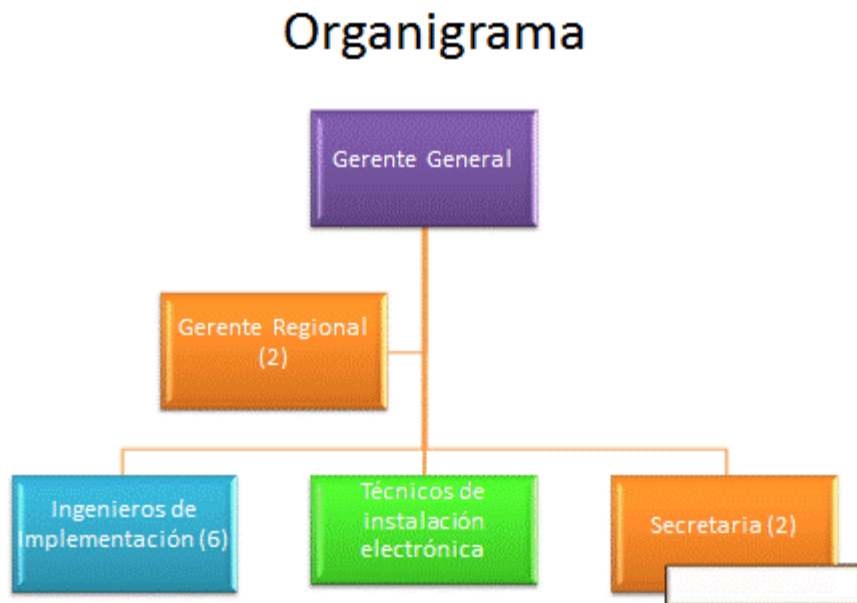 Organigrama
Gerente General
Gerente Regional
(2)
Ingenieros de
Implementación (6)
Técnicos de
instalación
electrónica
Secretaria (2)